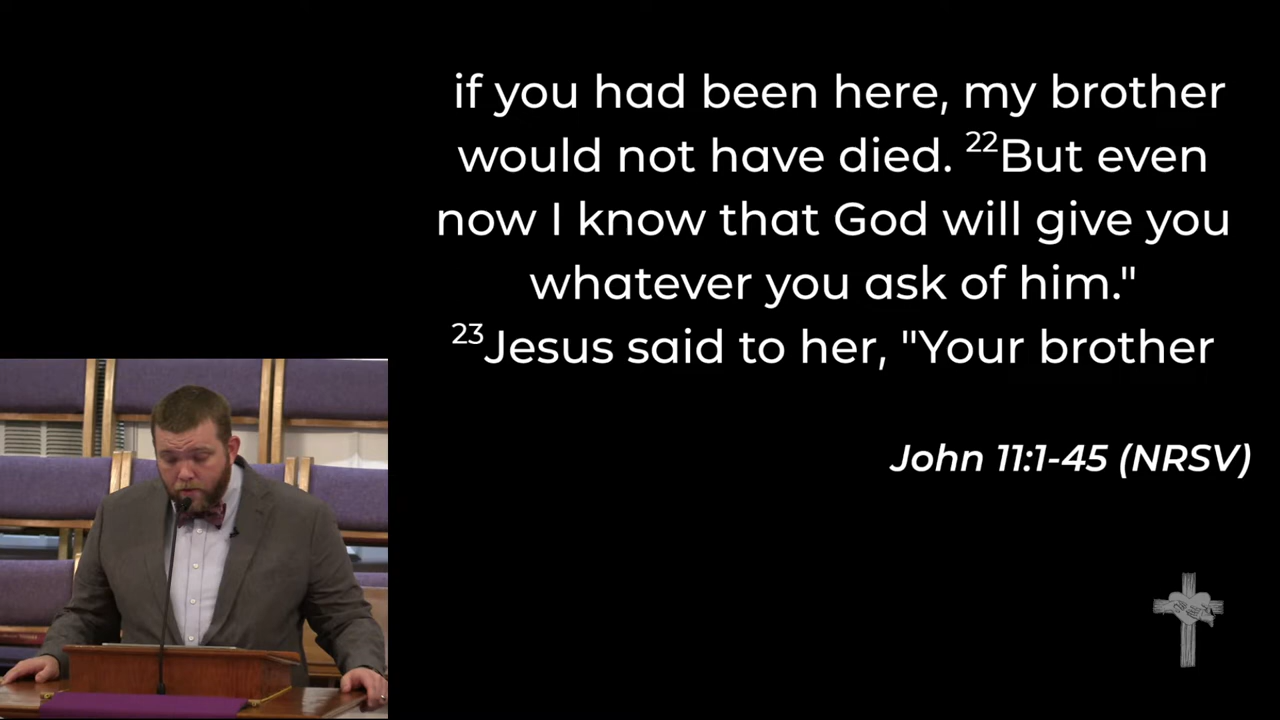 if you had been here, my brother
would not have died. ²²But even
now I know that God will give you
whatever you ask of him."
²³Jesus said to her, "Your brother
John 11:1-45 (NRSV)